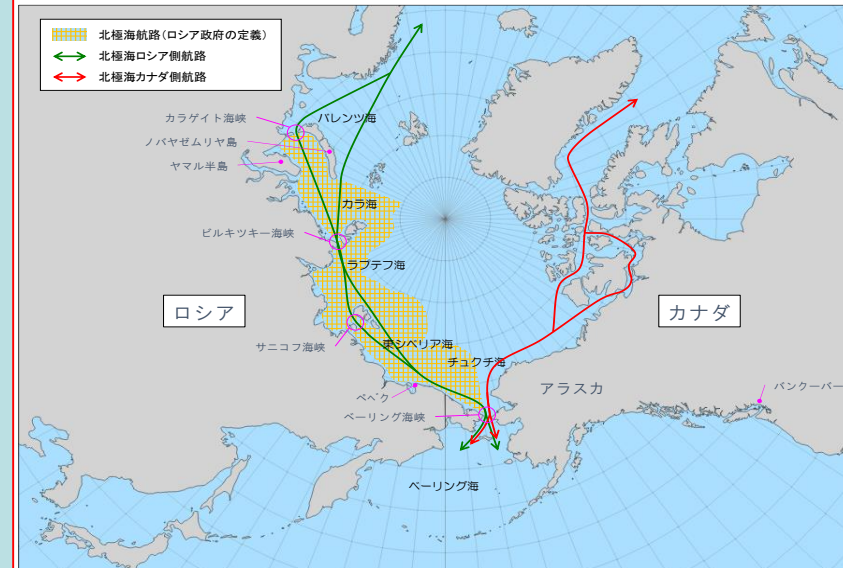 北極海航路(ロシア政府の定義)
北極海ロシア側航路
北極海カナダ側航路
カラゲイト海峡
バレンツ海
ノバヤゼムリヤ島
ヤマル半島
カラ海
ビルキツキー海峡
ラプテフ海
ロシア
カナダ
サニコフ海峡
東シベリア海
チュクチ海
アラスカ
ペベク
バンクーバー
ベーリング海峡
ベーリング海